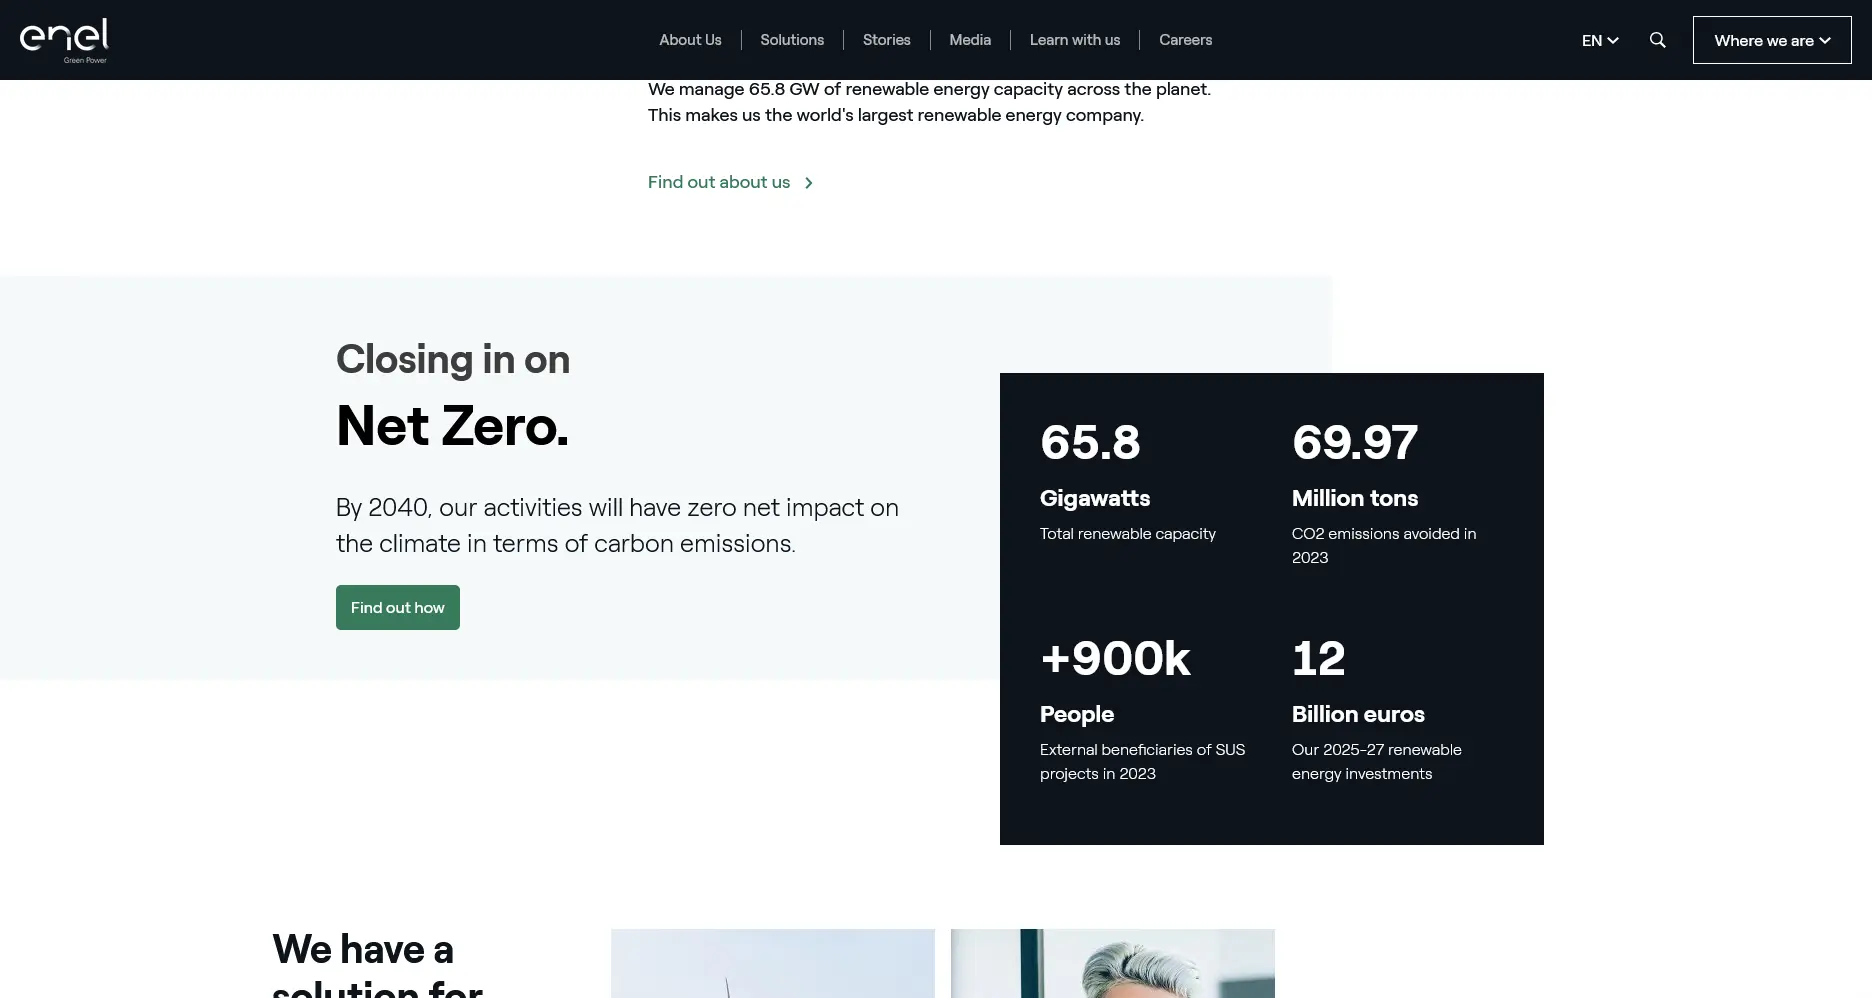 enel
Green Power
About Us
Solutions
Stories
Media
Learn with us
Careers
EN
Where we are
We manage 65.8 GW of renewable energy capacity across the planet.
This makes us the world's largest renewable energy company.
Find out about us
Closing in on
Net Zero.
By 2040, our activities will have zero net impact on
the climate in terms of carbon emissions.
Find out how
65.8
Gigawatts
Total renewable capacity
69.97
Million tons
CO2 emissions avoided in
2023
+900k
People
External beneficiaries of SUS
projects in 2023
12
Billion euros
Our 2025-27 renewable
energy investments
We have a
solution for